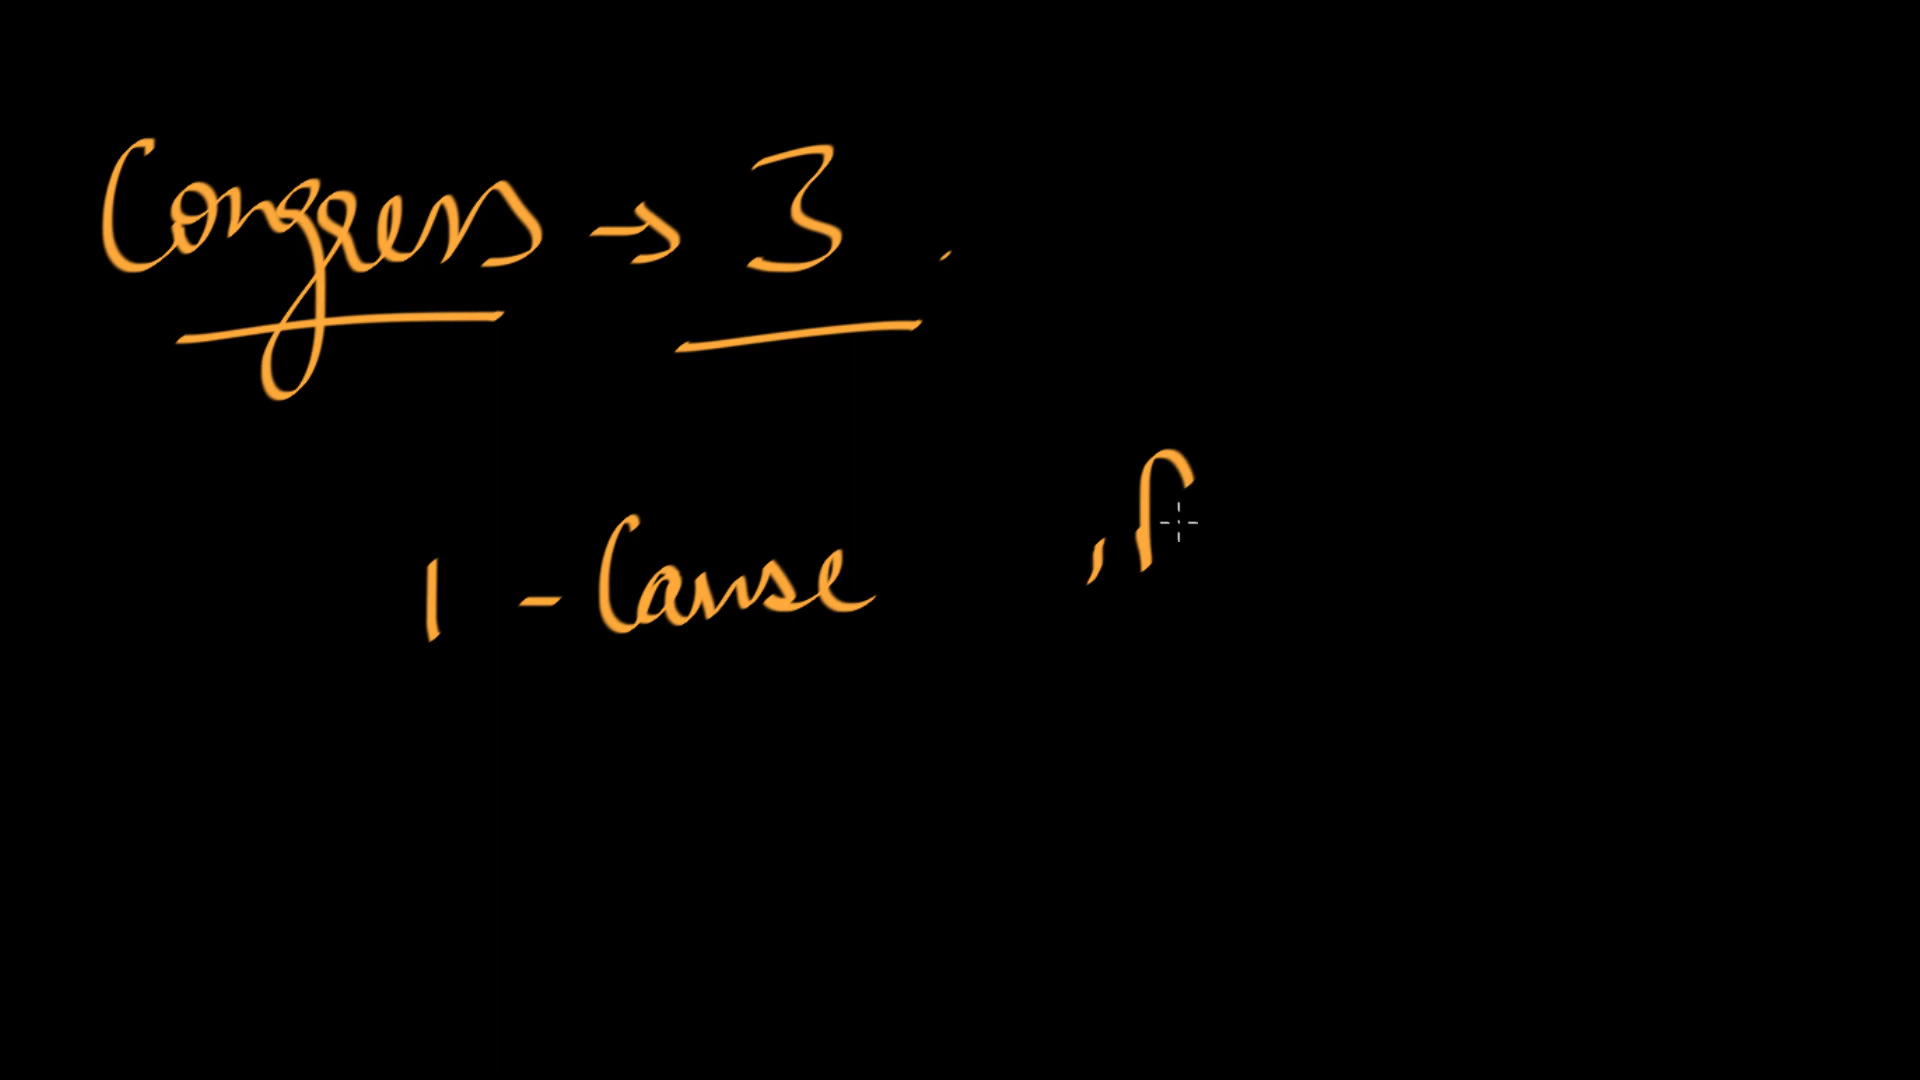 Congress → 3.
1 - Cause ,